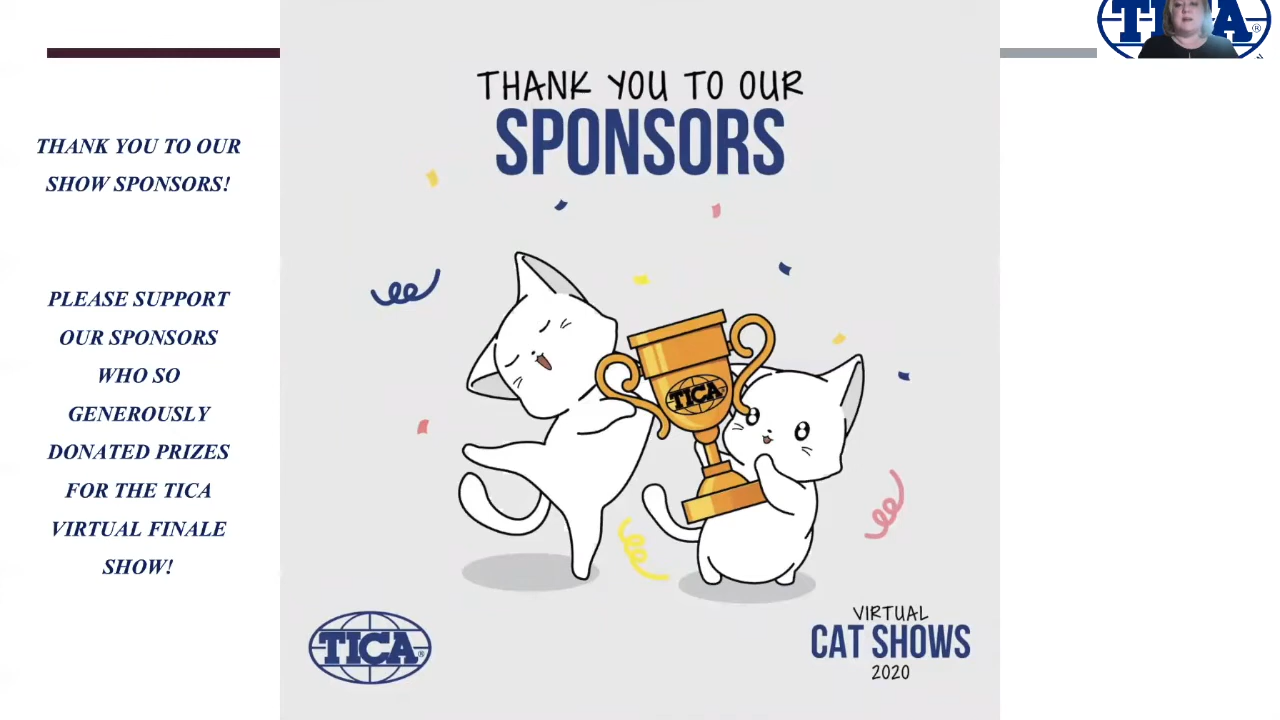 THANK YOU TO OUR
SHOW SPONSORS!
PLEASE SUPPORT
OUR SPONSORS
WHO SO
GENEROUSLY
DONATED PRIZES
FOR THE TICA
VIRTUAL FINALE
SHOW!
THANK YOU TO OUR
SPONSORS
TICA
TICA®
VIRTUAL
CAT SHOWS
2020